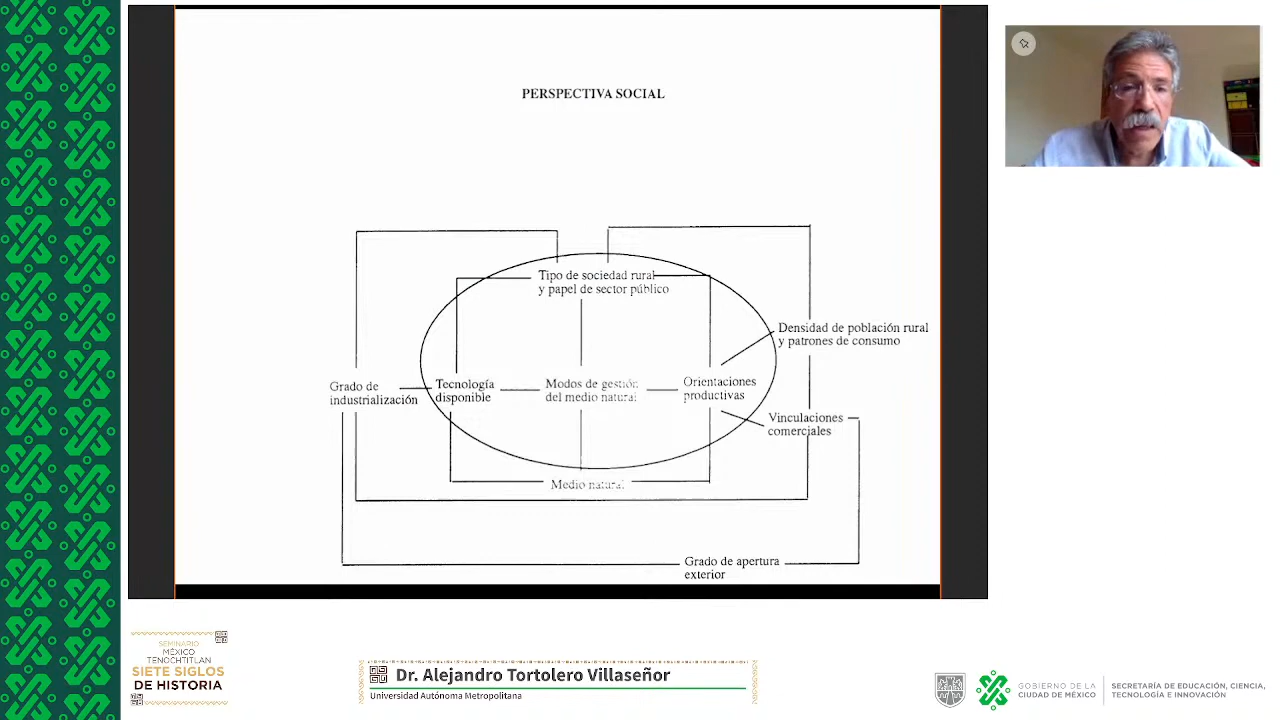 PERSPECTIVA SOCIAL
Tipo de sociedad rural
y papel de sector público
Densidad de población rural
y patrones de consumo
Grado de
industrialización
Tecnología
disponible
Modos de gestión
del medio natural
Orientaciones
productivas
Vinculaciones
comerciales
Medio natural
Grado de apertura
exterior
SEMINARIO
MÉXICO
TENOCHTITLAN
SIETE SIGLOS
DE HISTORIA
Dr. Alejandro Tortolero Villaseñor
Universidad Autónoma Metropolitana
GOBIERNO DE LA
CIUDAD DE MÉXICO
SECRETARÍA DE EDUCACIÓN, CIENCIA,
TECNOLOGÍA E INNOVACIÓN